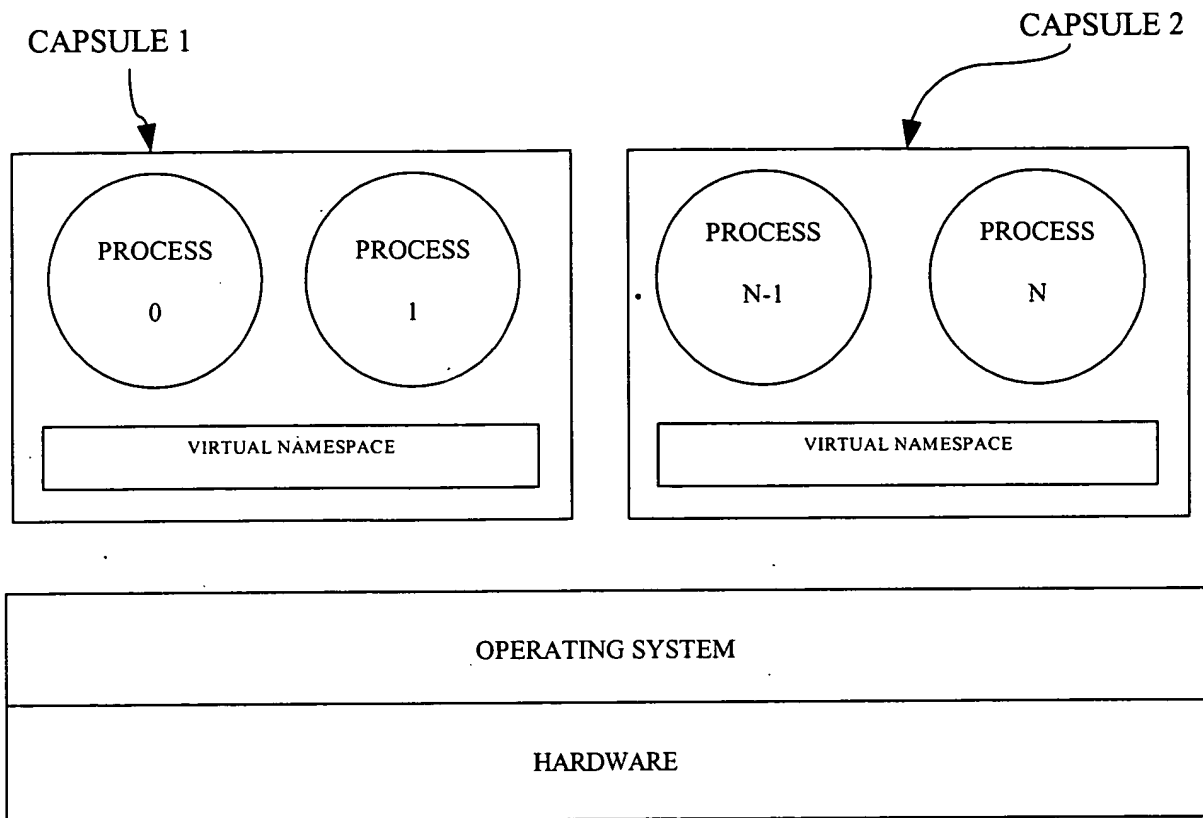 CAPSULE 1
CAPSULE 2
PROCESS
0
PROCESS
1
PROCESS
N-1
PROCESS
N
VIRTUAL NAMESPACE
VIRTUAL NAMESPACE
OPERATING SYSTEM
HARDWARE